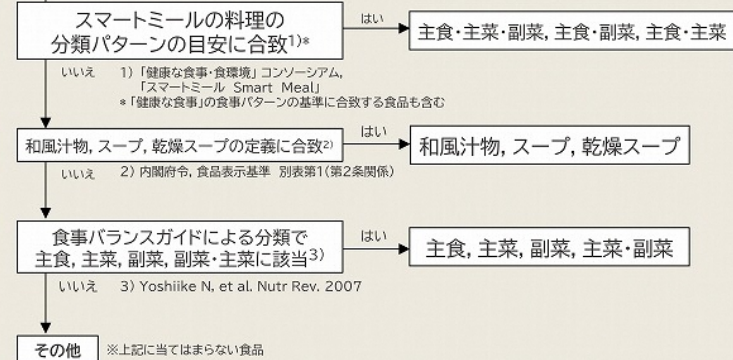 スマートミールの料理の
分類パターンの目安に合致1)*
はい
主食・主菜・副菜, 主食・副菜, 主食・主菜
いいえ
1)「健康な食事・食環境」コンソーシアム,
「スマートミール Smart Meal」
*「健康な食事」の食事パターンの基準に合致する食品も含む
和風汁物, スープ, 乾燥スープの定義に合致2)
はい
和風汁物, スープ, 乾燥スープ
いいえ
2) 内閣府令, 食品表示基準 別表第1(第2条関係)
食事バランスガイドによる分類で
主食, 主菜, 副菜, 副菜・主菜に該当3)
はい
主食, 主菜, 副菜, 主菜・副菜
いいえ
3) Yoshiike N, et al. Nutr Rev. 2007
その他
※上記に当てはまらない食品